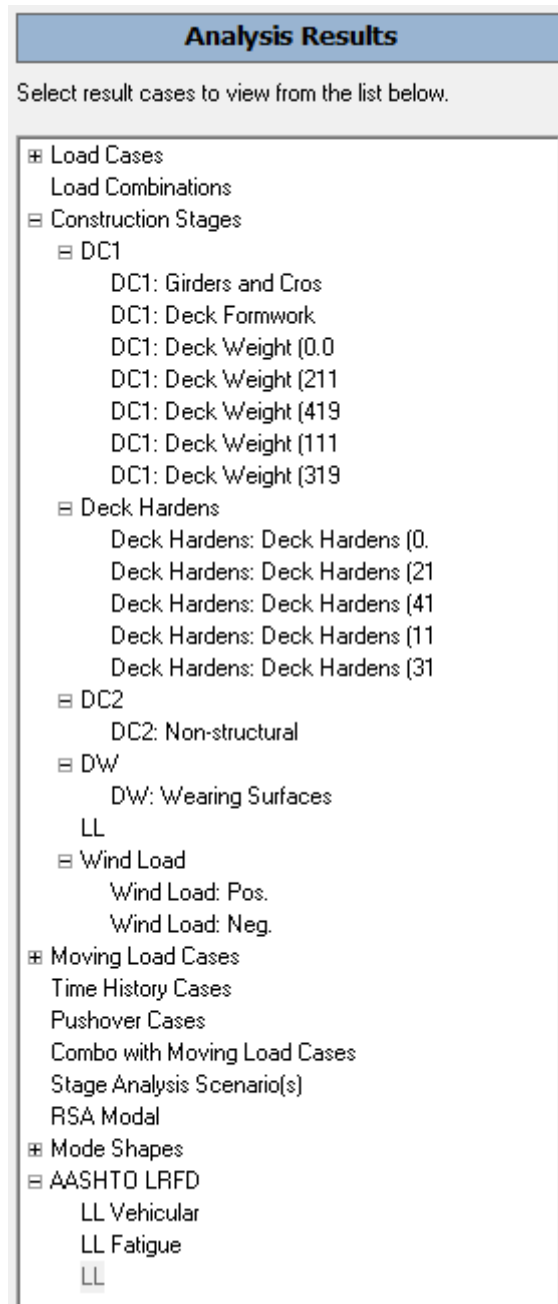 Analysis Results
Select result cases to view from the list below.
Load Cases
Load Combinations
Construction Stages
DC1
DC1: Girders and Cros
DC1: Deck Formwork
DC1: Deck Weight (0.0
DC1: Deck Weight (211
DC1: Deck Weight (419
DC1: Deck Weight (111
DC1: Deck Weight (319
Deck Hardens
Deck Hardens: Deck Hardens (0.
Deck Hardens: Deck Hardens (21
Deck Hardens: Deck Hardens (41
Deck Hardens: Deck Hardens (11
Deck Hardens: Deck Hardens (31
DC2
DC2: Non-structural
DW
DW: Wearing Surfaces
LL
Wind Load
Wind Load: Pos.
Wind Load: Neg.
Moving Load Cases
Time History Cases
Pushover Cases
Combo with Moving Load Cases
Stage Analysis Scenario(s)
RSA Modal
Mode Shapes
AASHTO LRFD
LL Vehicular
LL Fatigue
LL